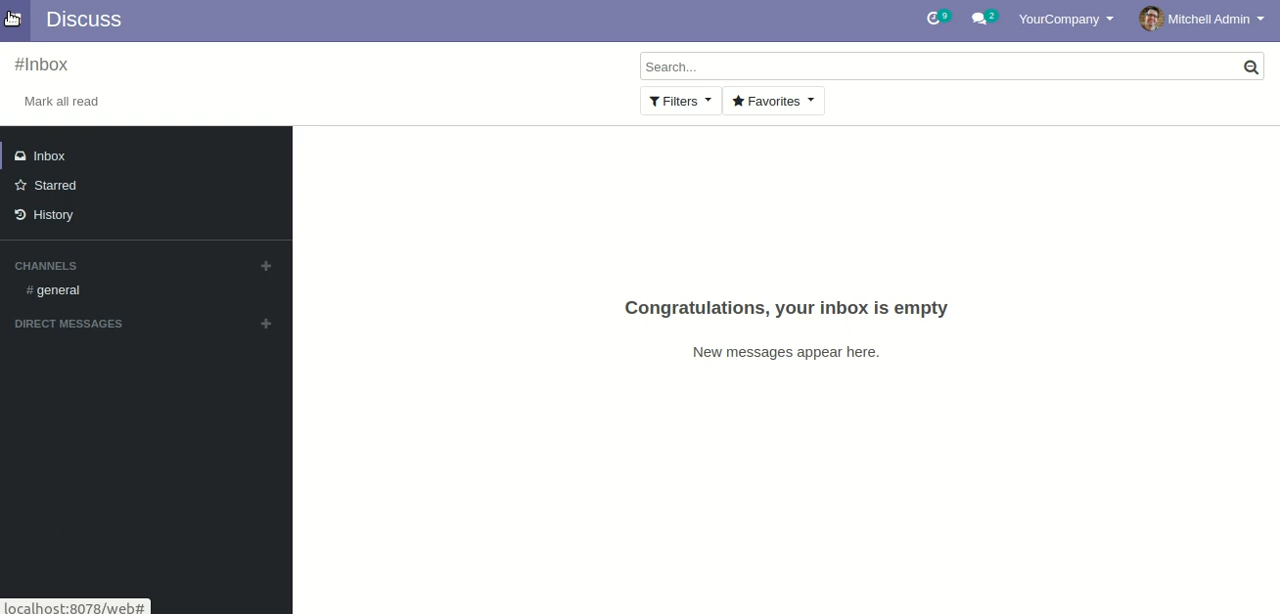 Discuss
9
2
YourCompany
Mitchell Admin
#Inbox
Search...
Mark all read
Filters
Favorites
Inbox
Starred
History
CHANNELS
# general
DIRECT MESSAGES
Congratulations, your inbox is empty
New messages appear here.
localhost:8078/web#